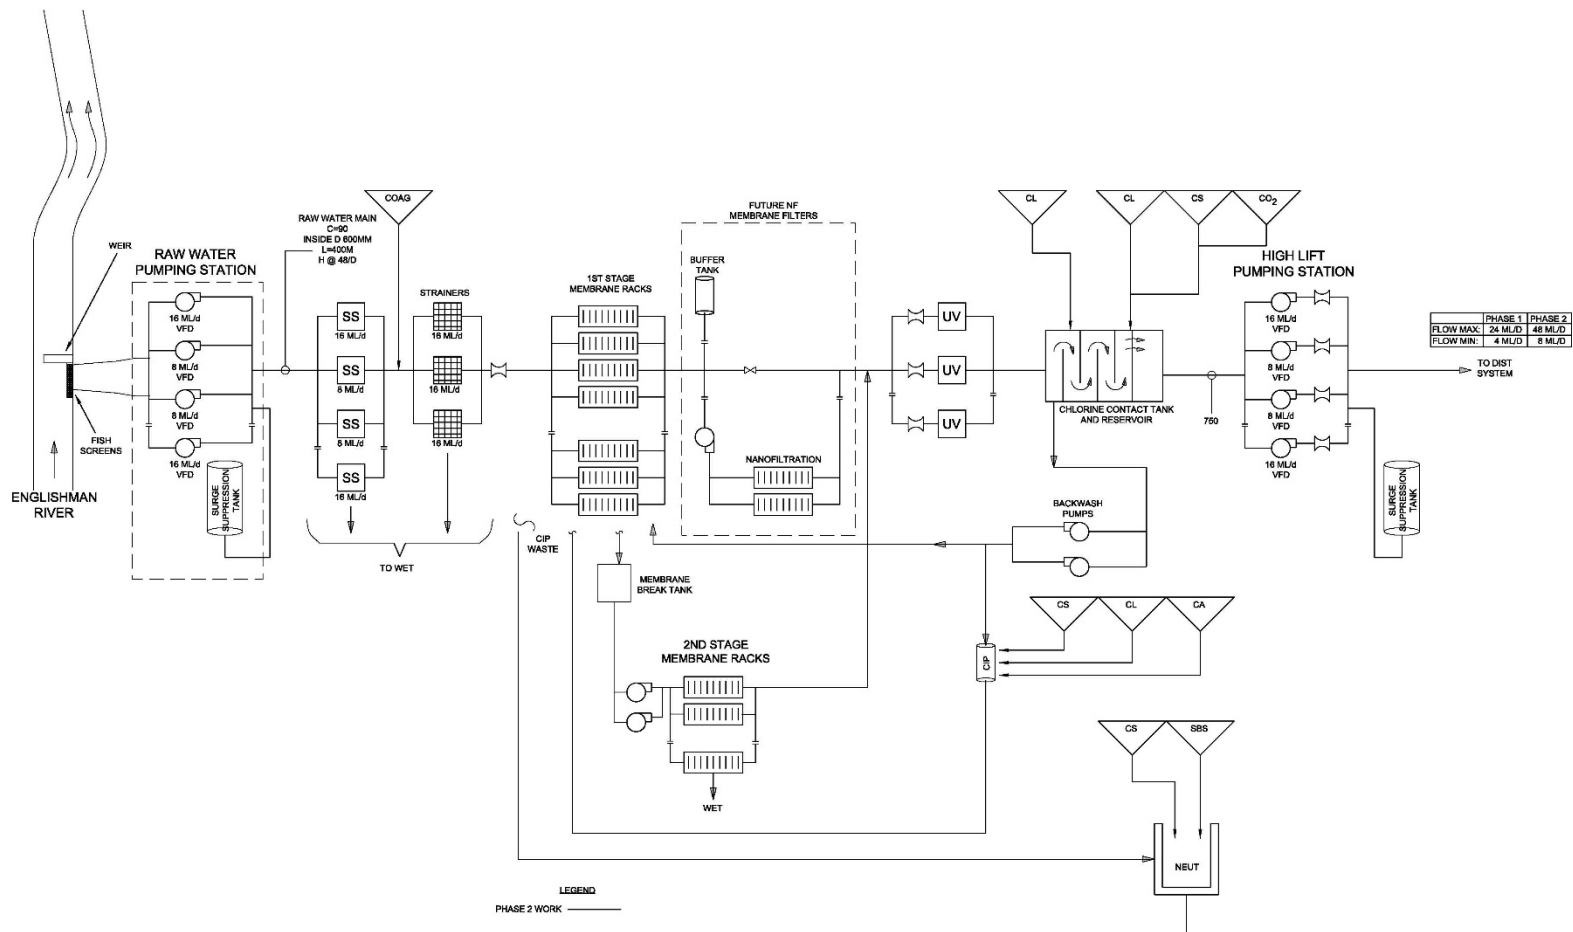 COAG
CL
CL
CS
CO2
FUTURE NF
MEMBRANE FILTERS
RAW WATER MAIN
C=90
INSIDE D 600MM
L=400M
H @ 48/D
WEIR
RAW WATER
PUMPING STATION
BUFFER
TANK
HIGH LIFT
PUMPING STATION
1ST STAGE
MEMBRANE RACKS
STRAINERS
16 ML/d
VFD
8 ML/d
VFD
8 ML/d
VFD
16 ML/d
VFD
SS
16 ML/d
SS
8 ML/d
SS
8 ML/d
SS
16 ML/d
16 ML/d
16 ML/d
16 ML/d
UV
UV
UV
CHLORINE CONTACT TANK
AND RESERVOIR
750
16 ML/d
VFD
8 ML/d
VFD
8 ML/d
VFD
16 ML/d
VFD
PHASE 1 PHASE 2
FLOW MAX: 24 ML/D 48 ML/D
FLOW MIN: 4 ML/D 8 ML/D
TO DIST
SYSTEM
FISH
SCREENS
ENGLISHMAN
RIVER
SURGE
SUPPRESSION
TANK
NANOFILTRATION
SURGE
SUPPRESSION
TANK
BACKWASH
PUMPS
CIP
WASTE
TO WET
MEMBRANE
BREAK TANK
CS
CL
CA
CIP
2ND STAGE
MEMBRANE RACKS
WET
CS
SBS
NEUT
LEGEND
PHASE 2 WORK